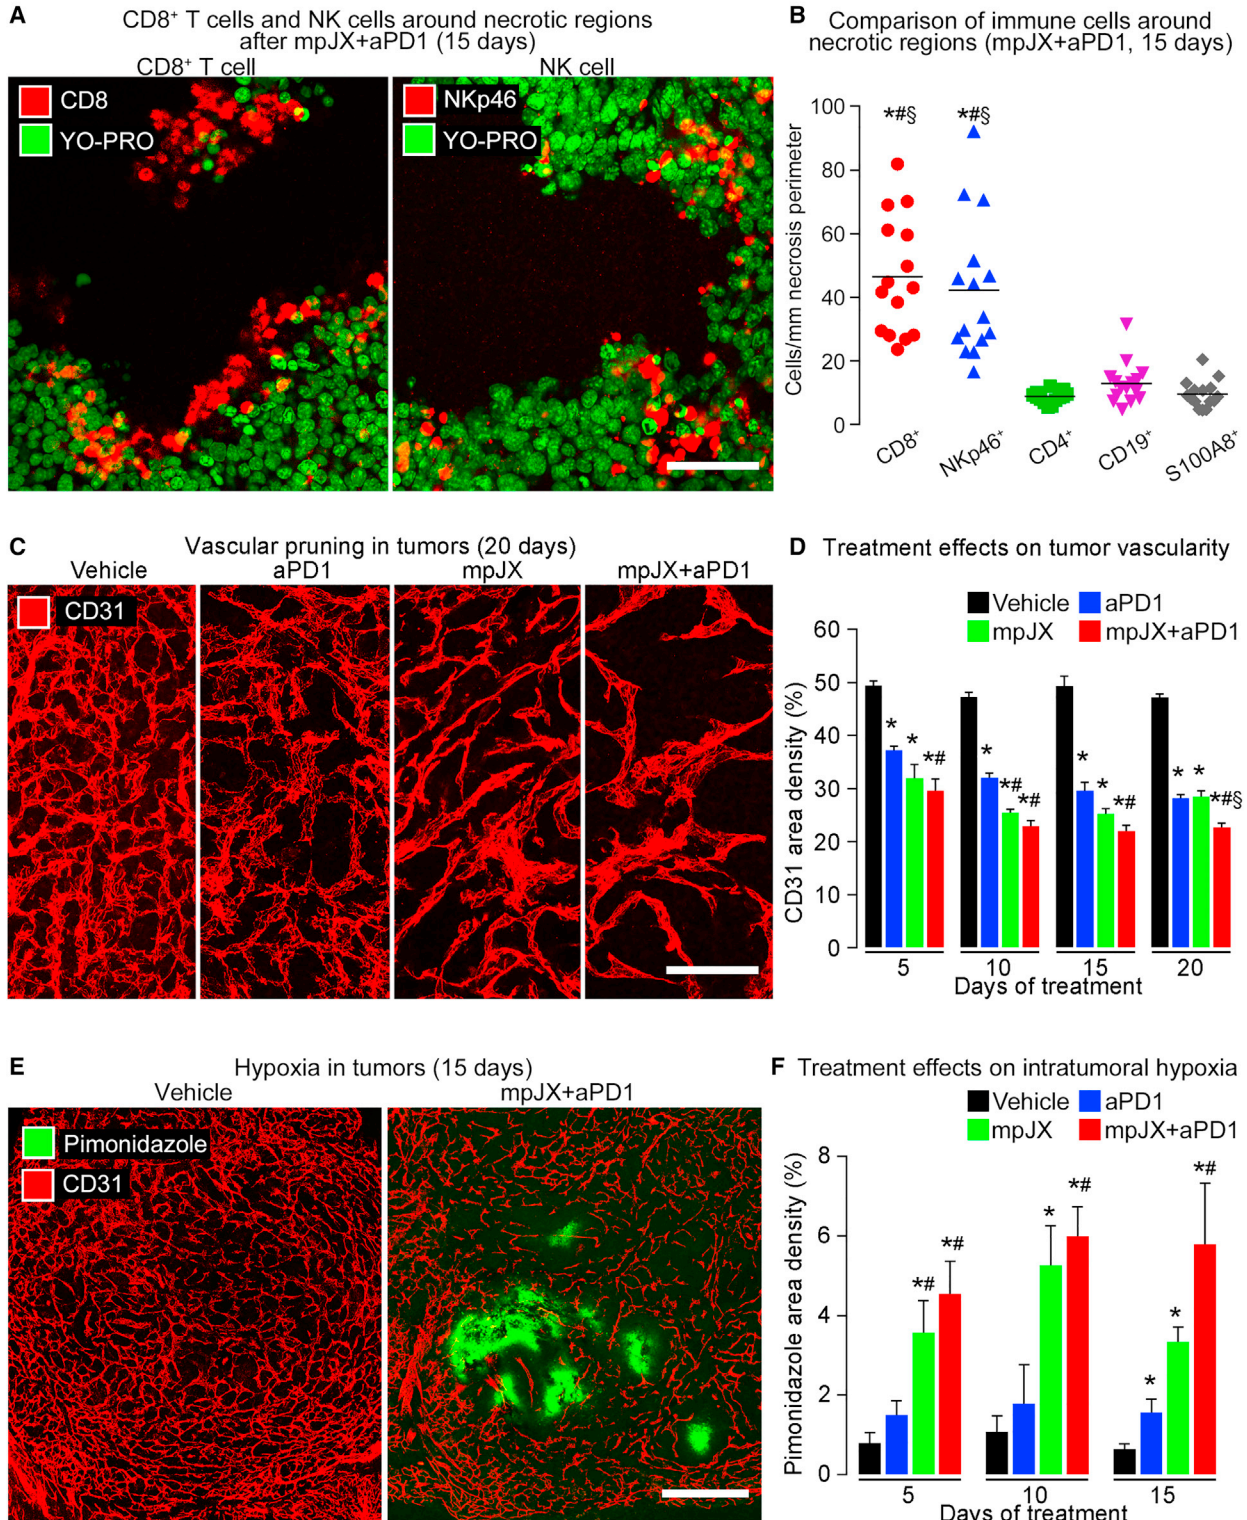 A
CD8⁺ T cells and NK cells around necrotic regions
after mpJX+aPD1 (15 days)
CD8⁺ T cell
NK cell
CD8
YO-PRO
NKp46
YO-PRO
B
Comparison of immune cells around
necrotic regions (mpJX+aPD1, 15 days)
Cells/mm necrosis perimeter
100
80
60
40
20
0
*#§
*#§
CD8⁺
NKp46⁺
CD4⁺
CD19⁺
S100A8⁺
C
Vascular pruning in tumors (20 days)
Vehicle
aPD1
mpJX
mpJX+aPD1
CD31
D
Treatment effects on tumor vascularity
Vehicle
aPD1
mpJX
mpJX+aPD1
CD31 area density (%)
60
50
40
30
20
10
0
*
*
*#
*
*#
*#
*
*
*#
*
*
*#§
5
10
15
20
Days of treatment
E
Hypoxia in tumors (15 days)
Vehicle
mpJX+aPD1
Pimonidazole
CD31
F
Treatment effects on intratumoral hypoxia
Vehicle
aPD1
mpJX
mpJX+aPD1
Pimonidazole area density (%)
8
6
4
2
0
*#
*#
*
*#
*
*
*#
5
10
15
Days of treatment